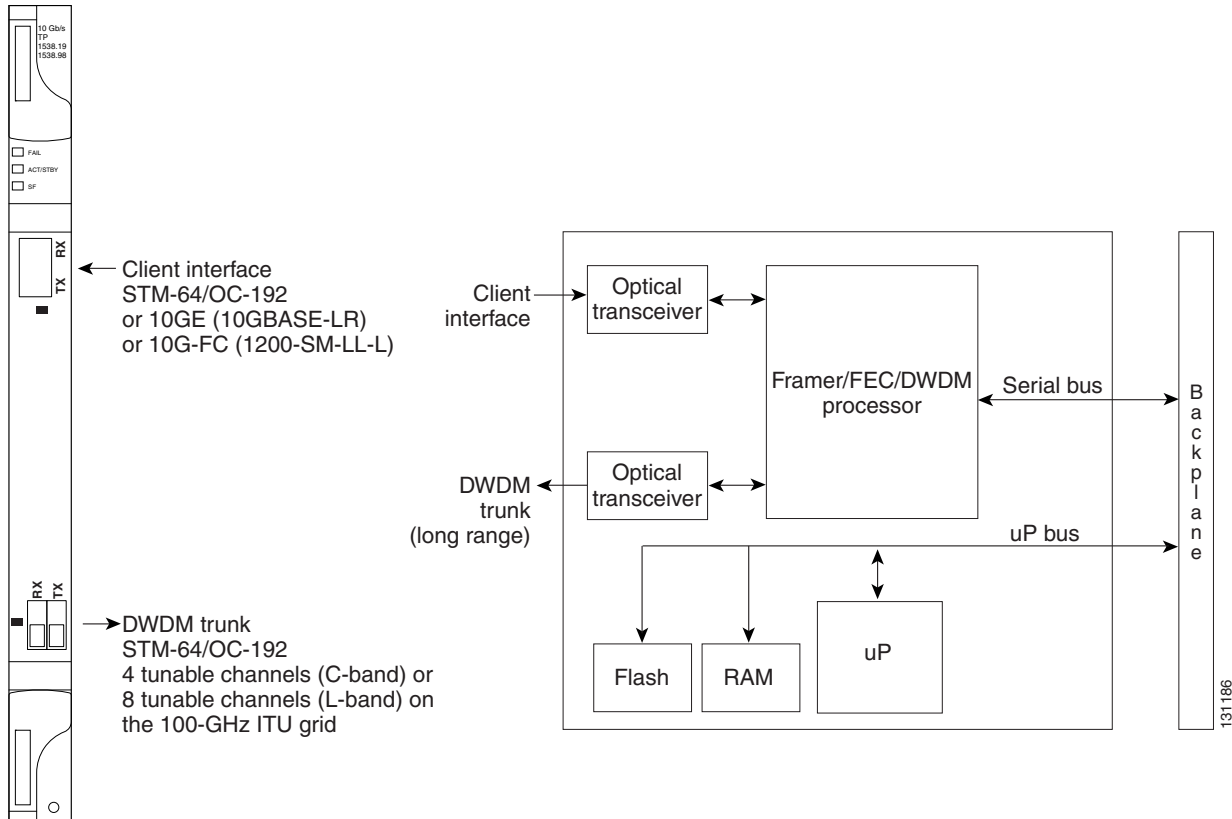 10 Gb/s
TP
1538.19
1538.98
FAIL
ACT/STBY
SF
RX
TX
Client interface
STM-64/OC-192
or 10GE (10GBASE-LR)
or 10G-FC (1200-SM-LL-L)
RX
TX
DWDM trunk
STM-64/OC-192
4 tunable channels (C-band) or
8 tunable channels (L-band) on
the 100-GHz ITU grid
Client
interface
Optical
transceiver
Framer/FEC/DWDM
processor
Serial bus
DWDM
trunk
(long range)
Optical
transceiver
uP bus
Flash
RAM
uP
Backplane
131186